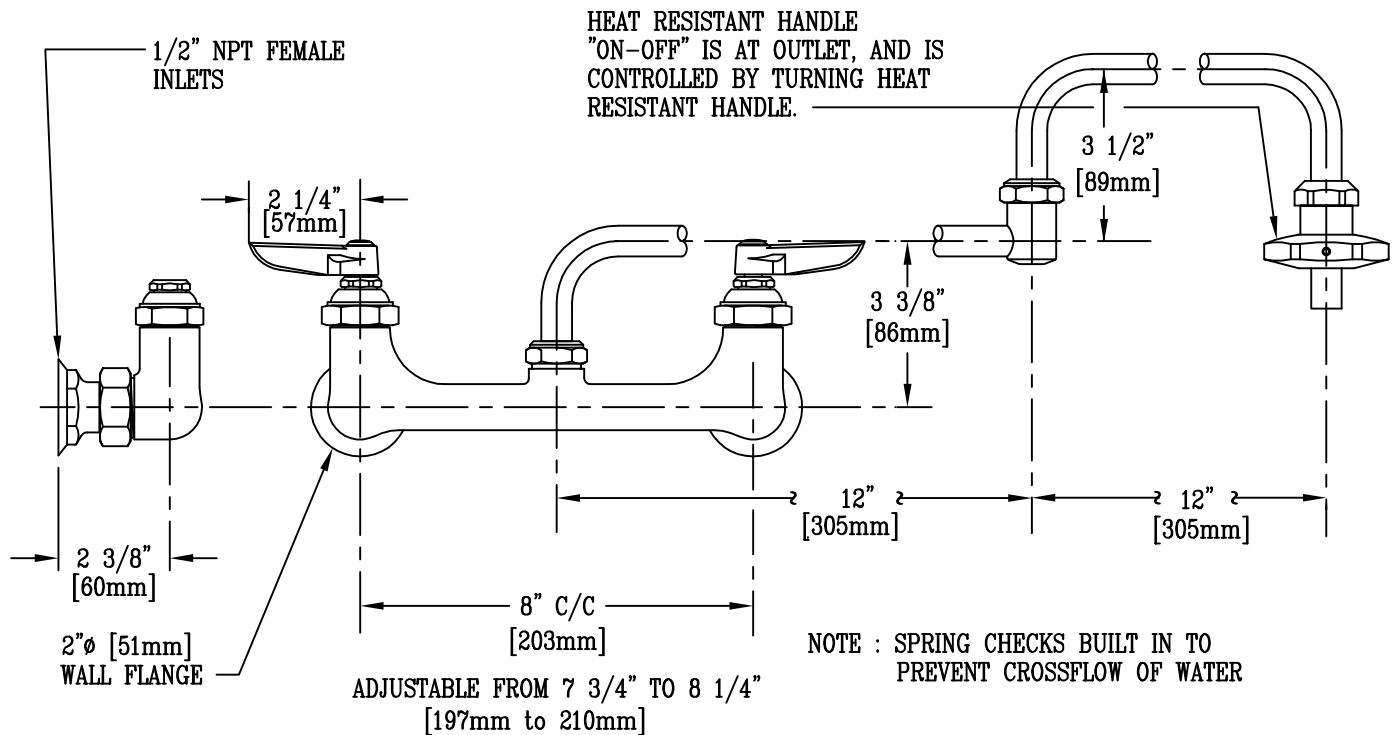 HEAT RESISTANT HANDLE
"ON-OFF" IS AT OUTLET, AND IS
CONTROLLED BY TURNING HEAT
RESISTANT HANDLE.
1/2" NPT FEMALE
INLETS
3 1/2"
[89mm]
2 1/4"
[57mm]
3 3/8"
[86mm]
12"
[305mm]
12"
[305mm]
2 3/8"
[60mm]
8" C/C
[203mm]
2"ø [51mm]
WALL FLANGE
NOTE : SPRING CHECKS BUILT IN TO
PREVENT CROSSFLOW OF WATER
ADJUSTABLE FROM 7 3/4" TO 8 1/4"
[197mm to 210mm]